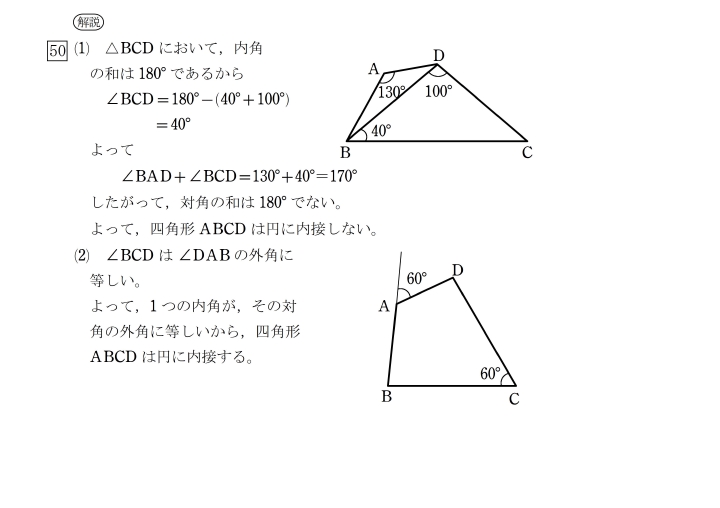 解説
50 (1) △BCD において，内角
の和は 180° であるから
∠BCD＝180°−(40°＋100°)
＝40°
よって
∠BAD＋∠BCD＝130°＋40°＝170°
したがって，対角の和は 180° でない。
よって，四角形 ABCD は円に内接しない。
A
D
130°
100°
40°
B
C
(2) ∠BCD は ∠DAB の外角に
等しい。
よって，1 つの内角が，その対
角の外角に等しいから，四角形
ABCD は円に内接する。
60°
D
A
60°
B
C